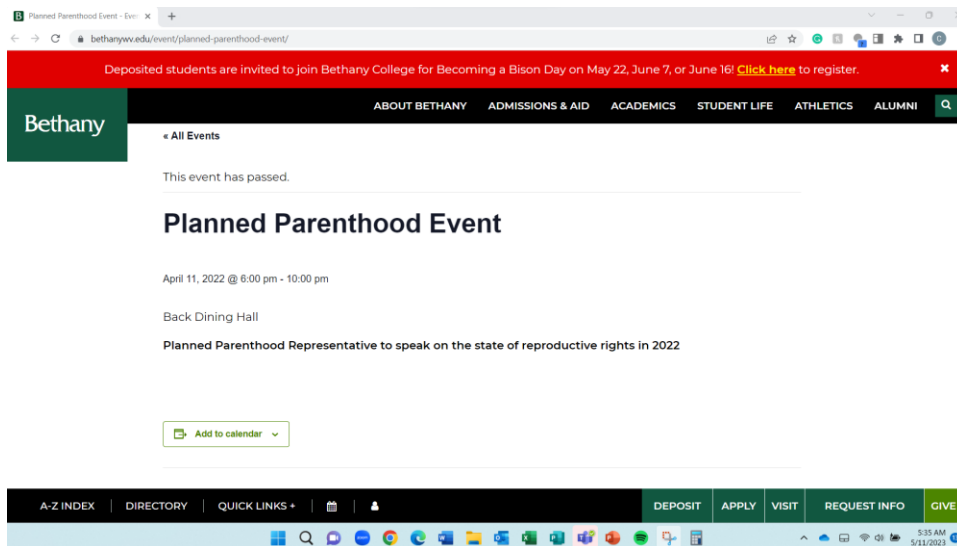 B Planned Parenthood Event - Even
bethanywv.edu/event/planned-parenthood-event/
Deposited students are invited to join Bethany College for Becoming a Bison Day on May 22, June 7, or June 16! Click here to register.
Bethany
ABOUT BETHANY ADMISSIONS & AID ACADEMICS STUDENT LIFE ATHLETICS ALUMNI
« All Events
This event has passed.
Planned Parenthood Event
April 11, 2022 @ 6:00 pm - 10:00 pm
Back Dining Hall
Planned Parenthood Representative to speak on the state of reproductive rights in 2022
Add to calendar
A-Z INDEX DIRECTORY QUICK LINKS + DEPOSIT APPLY VISIT REQUEST INFO GIVE
5:35 AM
5/11/2023